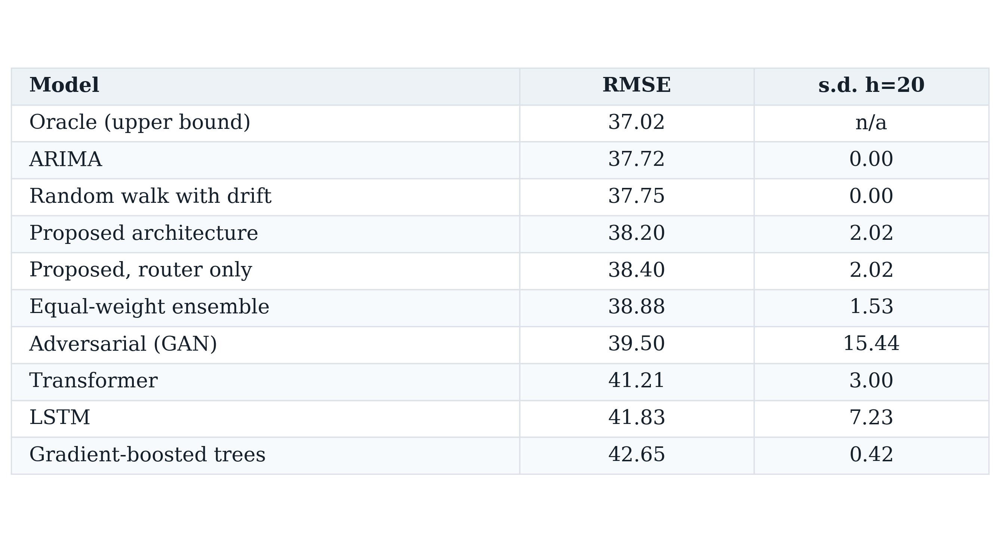 Model RMSE s.d. h=20
Oracle (upper bound) 37.02 n/a
ARIMA 37.72 0.00
Random walk with drift 37.75 0.00
Proposed architecture 38.20 2.02
Proposed, router only 38.40 2.02
Equal-weight ensemble 38.88 1.53
Adversarial (GAN) 39.50 15.44
Transformer 41.21 3.00
LSTM 41.83 7.23
Gradient-boosted trees 42.65 0.42